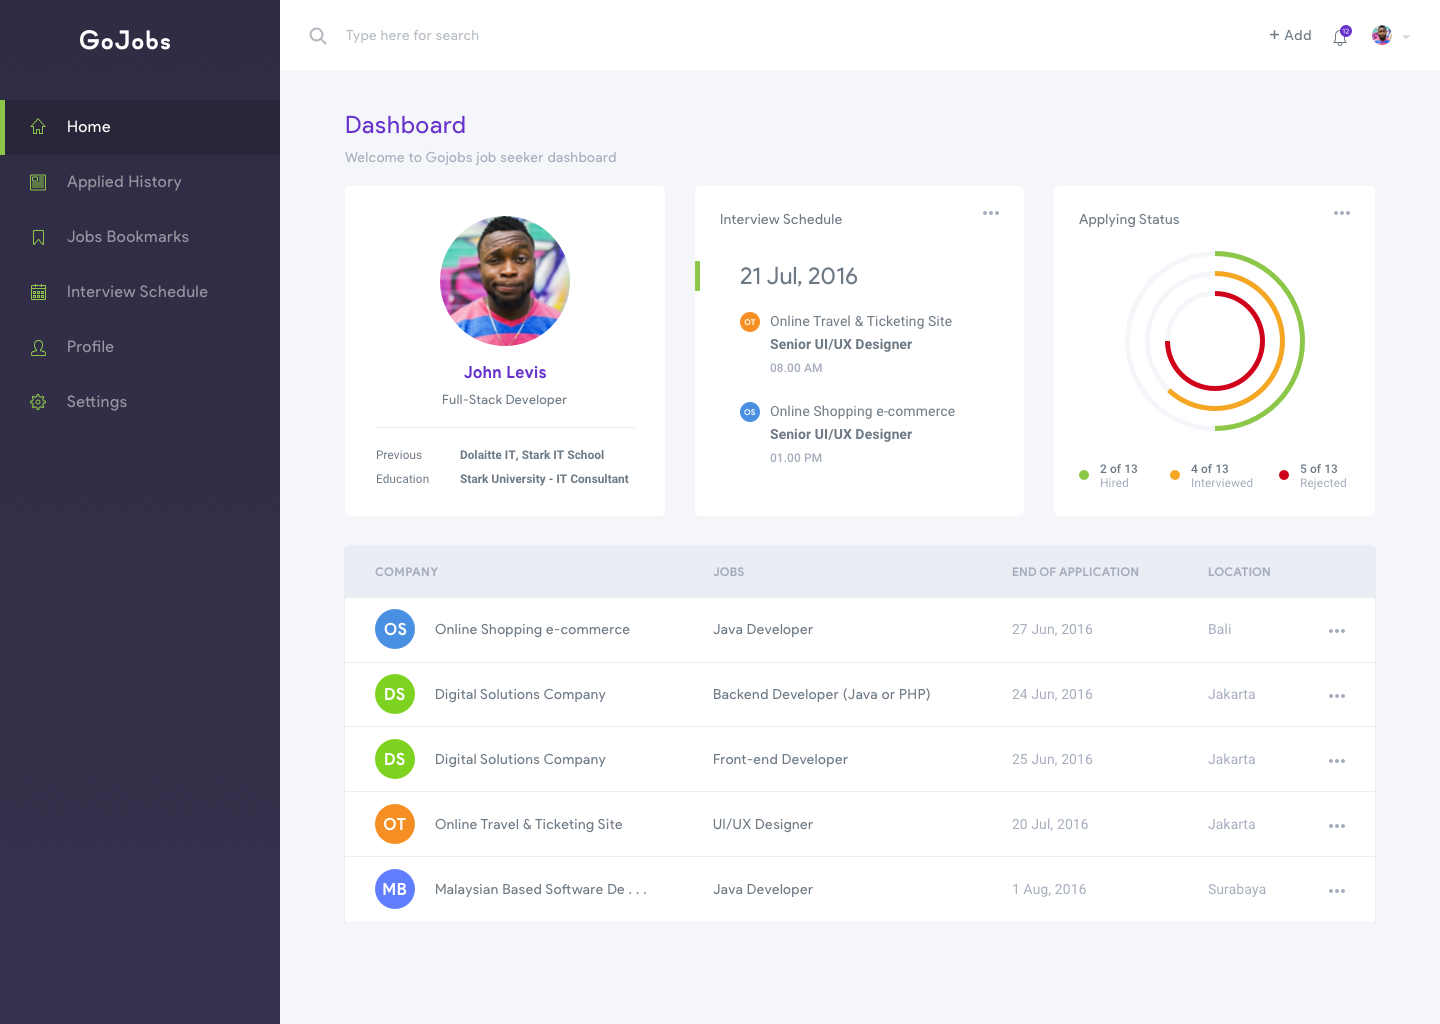 GoJobs
Type here for search
+ Add
12
Home
Applied History
Jobs Bookmarks
Interview Schedule
Profile
Settings
Dashboard
Welcome to Gojobs job seeker dashboard
John Levis
Full-Stack Developer
Previous Dolaitte IT, Stark IT School
Education Stark University - IT Consultant
Interview Schedule
21 Jul, 2016
OT Online Travel & Ticketing Site
Senior UI/UX Designer
08.00 AM
OS Online Shopping e-commerce
Senior UI/UX Designer
01.00 PM
Applying Status
2 of 13
Hired
4 of 13
Interviewed
5 of 13
Rejected
COMPANY JOBS END OF APPLICATION LOCATION
OS Online Shopping e-commerce Java Developer 27 Jun, 2016 Bali
DS Digital Solutions Company Backend Developer (Java or PHP) 24 Jun, 2016 Jakarta
DS Digital Solutions Company Front-end Developer 25 Jun, 2016 Jakarta
OT Online Travel & Ticketing Site UI/UX Designer 20 Jul, 2016 Jakarta
MB Malaysian Based Software De . . . Java Developer 1 Aug, 2016 Surabaya